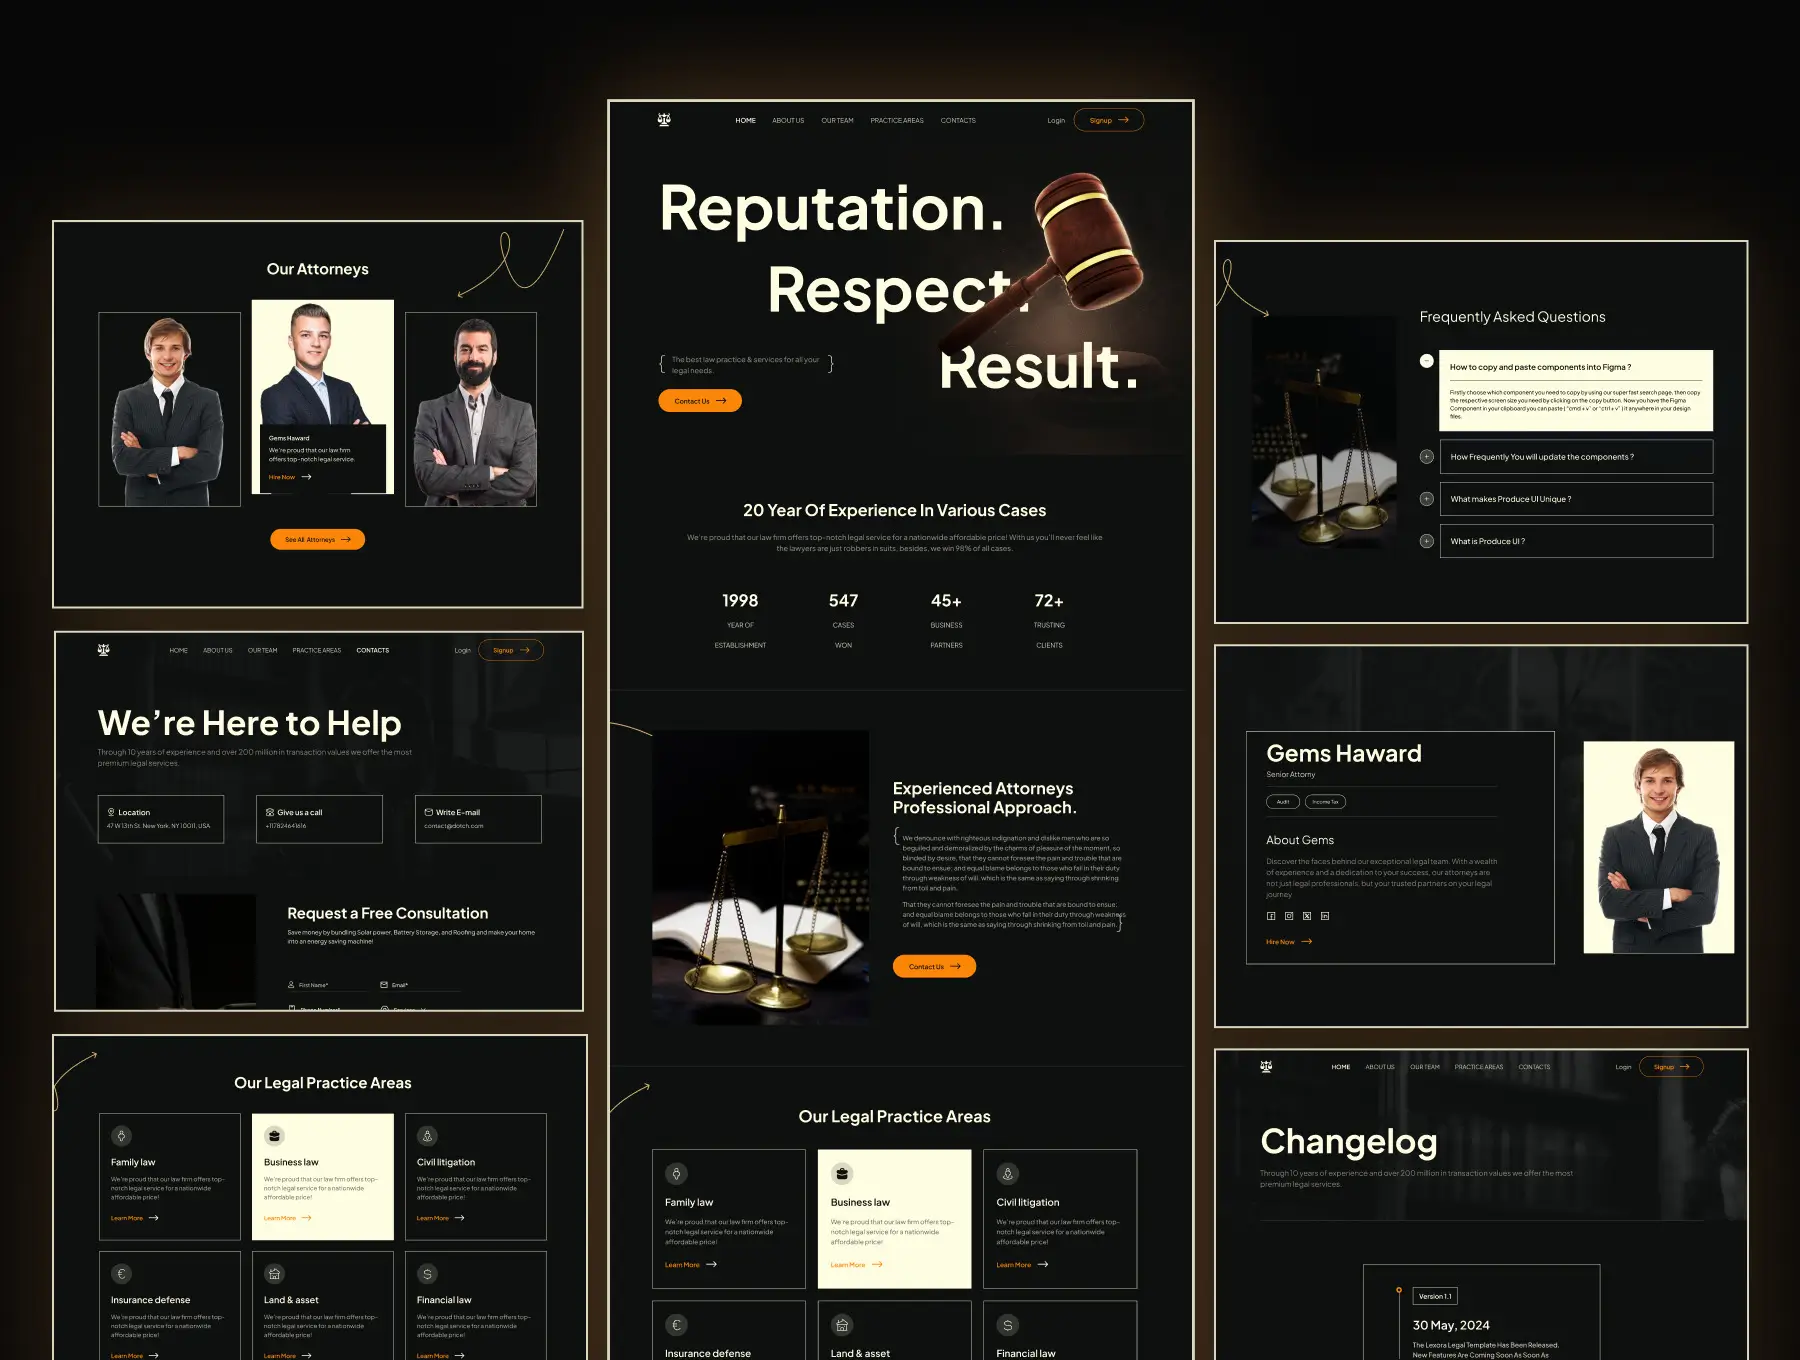 Our Attorneys
Gems Haward
We're proud that our law firm
offers top-notch legal service.
Hire Now
See All Attorneys
HOME
ABOUT US
OUR TEAM
PRACTICE AREAS
CONTACTS
Login
Signup
We're Here to Help
Through 10 years of experience and over 200 million in transaction values we offer the most
premium legal services.
Location
47 W 13th St. New York, NY 10011, USA
Give us a call
+117824641616
Write E-mail
contact@dotch.com
Request a Free Consultation
Save money by bundling Solar power, Battery Storage, and Roofing and make your home
into an energy saving machine!
First Name*
Email*
Our Legal Practice Areas
Family law
We're proud that our law firm offers top-
notch legal service for a nationwide
affordable price!
Learn More
Business law
We're proud that our law firm offers top-
notch legal service for a nationwide
affordable price!
Learn More
Civil litigation
We're proud that our law firm offers top-
notch legal service for a nationwide
affordable price!
Learn More
Insurance defense
We're proud that our law firm offers top-
notch legal service for a nationwide
affordable price!
Learn More
Land & asset
We're proud that our law firm offers top-
notch legal service for a nationwide
affordable price!
Learn More
Financial law
We're proud that our law firm offers top-
notch legal service for a nationwide
affordable price!
Learn More
HOME
ABOUT US
OUR TEAM
PRACTICE AREAS
CONTACTS
Login
Signup
Reputation.
Respect.
Result.
{ The best law practice & services for all your }
legal needs.
Contact Us
20 Year Of Experience In Various Cases
We're proud that our law firm offers top-notch legal service for a nationwide affordable price! With us you'll never feel like
the lawyers are just robbers in suits, besides, we win 98% of all cases.
1998
YEAR OF
ESTABLISHMENT
547
CASES
WON
45+
BUSINESS
PARTNERS
72+
TRUSTING
CLIENTS
Experienced Attorneys
Professional Approach.
{ We denounce with righteous indignation and dislike men who are so
beguiled and demoralized by the charms of pleasure of the moment, so
blinded by desire, that they cannot foresee the pain and trouble that are
bound to ensue; and equal blame belongs to those who fail in their duty
through weakness of will, which is the same as saying through shrinking
from toil and pain.
That they cannot foresee the pain and trouble that are bound to ensue;
and equal blame belongs to those who fail in their duty through weakness
of will, which is the same as saying through shrinking from toil and pain. }
Contact Us
Our Legal Practice Areas
Family law
We're proud that our law firm offers top-
notch legal service for a nationwide
affordable price!
Learn More
Business law
We're proud that our law firm offers top-
notch legal service for a nationwide
affordable price!
Learn More
Civil litigation
We're proud that our law firm offers top-
notch legal service for a nationwide
affordable price!
Learn More
Insurance defense
Land & asset
Financial law
Frequently Asked Questions
How to copy and paste components into Figma ?
Firstly choose which component you need to copy by using our super fast search page, then copy
the respective screen size you need by clicking on the copy button. Now you have the Figma
Component in your clipboard you can paste ( "cmd + v" or "ctrl + v" ) it anywhere in your design
files.
How Frequently You will update the components ?
What makes Produce UI Unique ?
What is Produce UI ?
Gems Haward
Senior Attorny
Audit
Income Tax
About Gems
Discover the faces behind our exceptional legal team. With a wealth
of experience and a dedication to your success, our attorneys are
not just legal professionals, but your trusted partners on your legal
journey
Hire Now
HOME
ABOUT US
OUR TEAM
PRACTICE AREAS
CONTACTS
Login
Signup
Changelog
Through 10 years of experience and over 200 million in transaction values we offer the most
premium legal services.
Version 1.1
30 May, 2024
The Lexora Legal Template Has Been Released.
New Features Are Coming Soon As Soon As